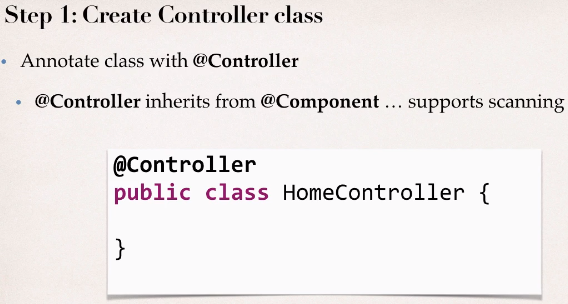 Step 1: Create Controller class
• Annotate class with @Controller
• @Controller inherits from @Component … supports scanning
@Controller
public class HomeController {
}